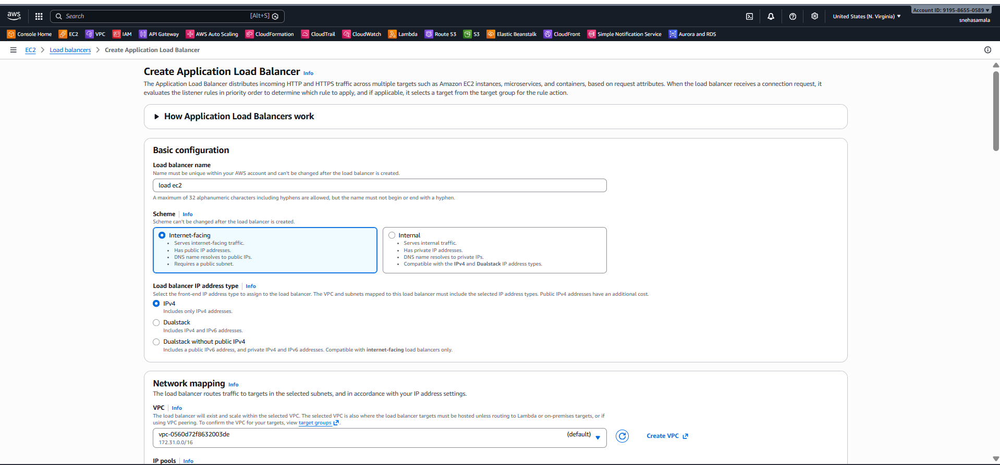 aws
Search [Alt+S]
United States (N. Virginia)
Account ID: 9195-8655-0589
snehasamala
Console Home EC2 VPC IAM API Gateway AWS Auto Scaling CloudFormation CloudTrail CloudWatch Lambda Route 53 S3 Elastic Beanstalk CloudFront Simple Notification Service Aurora and RDS
EC2 Load balancers Create Application Load Balancer
Create Application Load Balancer Info
The Application Load Balancer distributes incoming HTTP and HTTPS traffic across multiple targets such as Amazon EC2 instances, microservices, and containers, based on request attributes. When the load balancer receives a connection request, it
evaluates the listener rules in priority order to determine which rule to apply, and if applicable, it selects a target from the target group for the rule action.
How Application Load Balancers work
Basic configuration
Load balancer name
Name must be unique within your AWS account and can't be changed after the load balancer is created.
load ec2
A maximum of 32 alphanumeric characters including hyphens are allowed, but the name must not begin or end with a hyphen.
Scheme Info
Scheme can't be changed after the load balancer is created.
Internet-facing
• Serves internet-facing traffic.
• Has public IP addresses.
• DNS name resolves to public IPs.
• Requires a public subnet.
Internal
• Serves internal traffic.
• Has private IP addresses.
• DNS name resolves to private IPs.
• Compatible with the IPv4 and Dualstack IP address types.
Load balancer IP address type Info
Select the front-end IP address type to assign to the load balancer. The VPC and subnets mapped to this load balancer must include the selected IP address types. Public IPv4 addresses have an additional cost.
IPv4
Includes only IPv4 addresses.
Dualstack
Includes IPv4 and IPv6 addresses.
Dualstack without public IPv4
Includes a public IPv6 address, and private IPv4 and IPv6 addresses. Compatible with internet-facing load balancers only.
Network mapping Info
The load balancer routes traffic to targets in the selected subnets, and in accordance with your IP address settings.
VPC Info
The load balancer will exist and scale within the selected VPC. The selected VPC is also where the load balancer targets must be hosted unless routing to Lambda or on-premises targets, or if
using VPC peering. To confirm the VPC for your targets, view target groups.
vpc-0560d72f8632003de (default)
172.31.0.0/16
Create VPC
IP pools Info